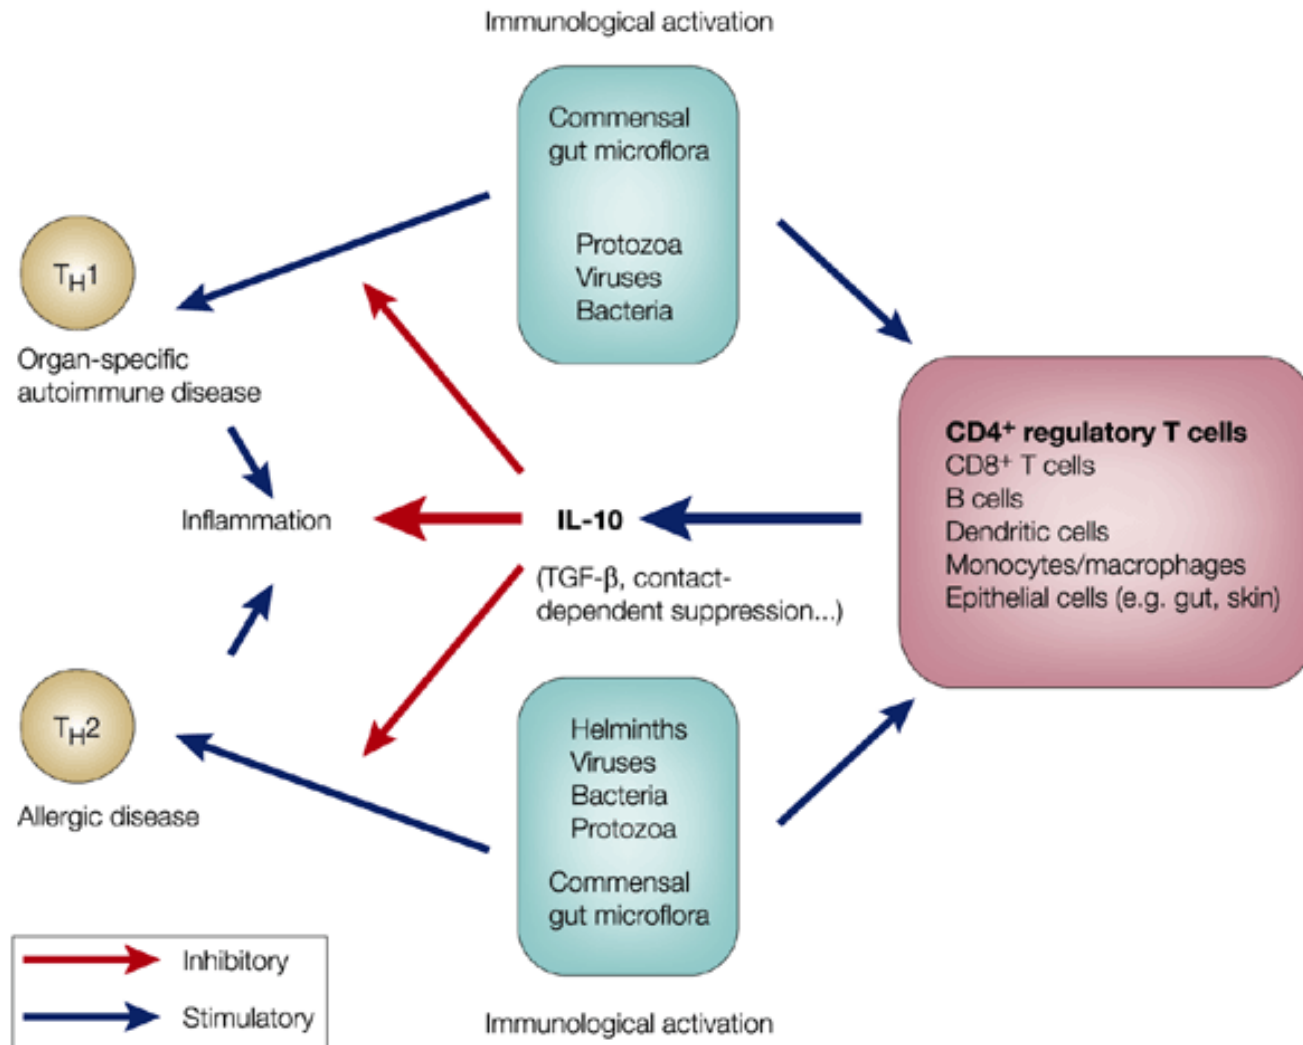 Immunological activation
Commensal
gut microflora
Protozoa
Viruses
Bacteria
TH1
Organ-specific
autoimmune disease
CD4+ regulatory T cells
CD8+ T cells
B cells
Dendritic cells
Monocytes/macrophages
Epithelial cells (e.g. gut, skin)
Inflammation
IL-10
(TGF-β, contact-
dependent suppression...)
TH2
Allergic disease
Helminths
Viruses
Bacteria
Protozoa
Commensal
gut microflora
Inhibitory
Stimulatory
Immunological activation